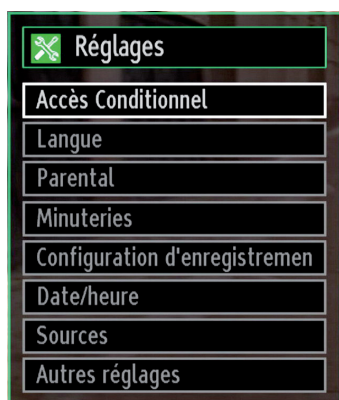 Réglages
Accès Conditionnel
Langue
Parental
Minuteries
Configuration d'enregistremen
Date/heure
Sources
Autres réglages